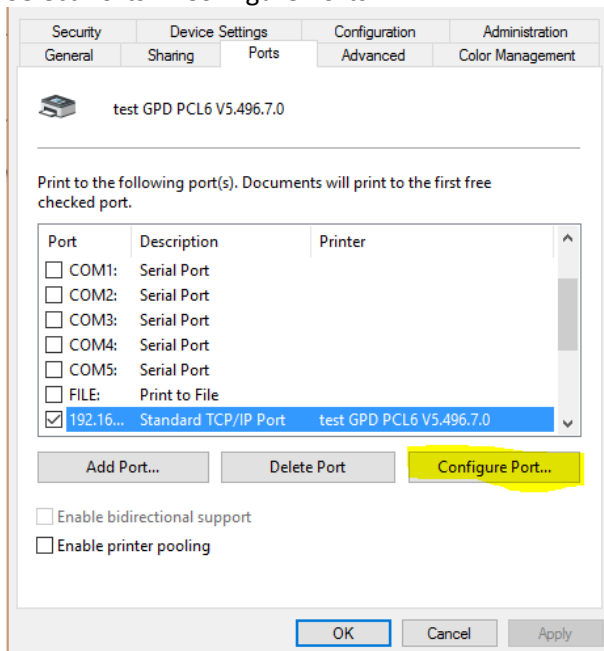 Security Device Settings Configuration Administration
General Sharing Ports Advanced Color Management
test GPD PCL6 V5.496.7.0
Print to the following port(s). Documents will print to the first free
checked port.
Port Description Printer
COM1: Serial Port
COM2: Serial Port
COM3: Serial Port
COM4: Serial Port
COM5: Serial Port
FILE: Print to File
192.16... Standard TCP/IP Port test GPD PCL6 V5.496.7.0
Add Port... Delete Port Configure Port...
Enable bidirectional support
Enable printer pooling
OK Cancel Apply